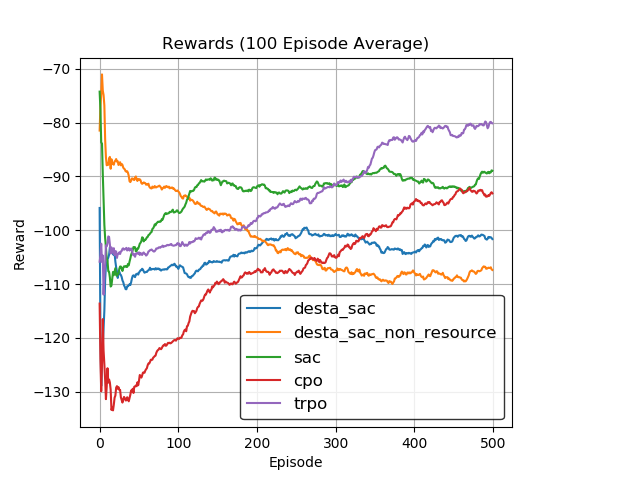 Rewards (100 Episode Average)
Reward
−70
−80
−90
−100
−110
−120
−130
desta_sac
desta_sac_non_resource
sac
cpo
trpo
0 100 200 300 400 500
Episode